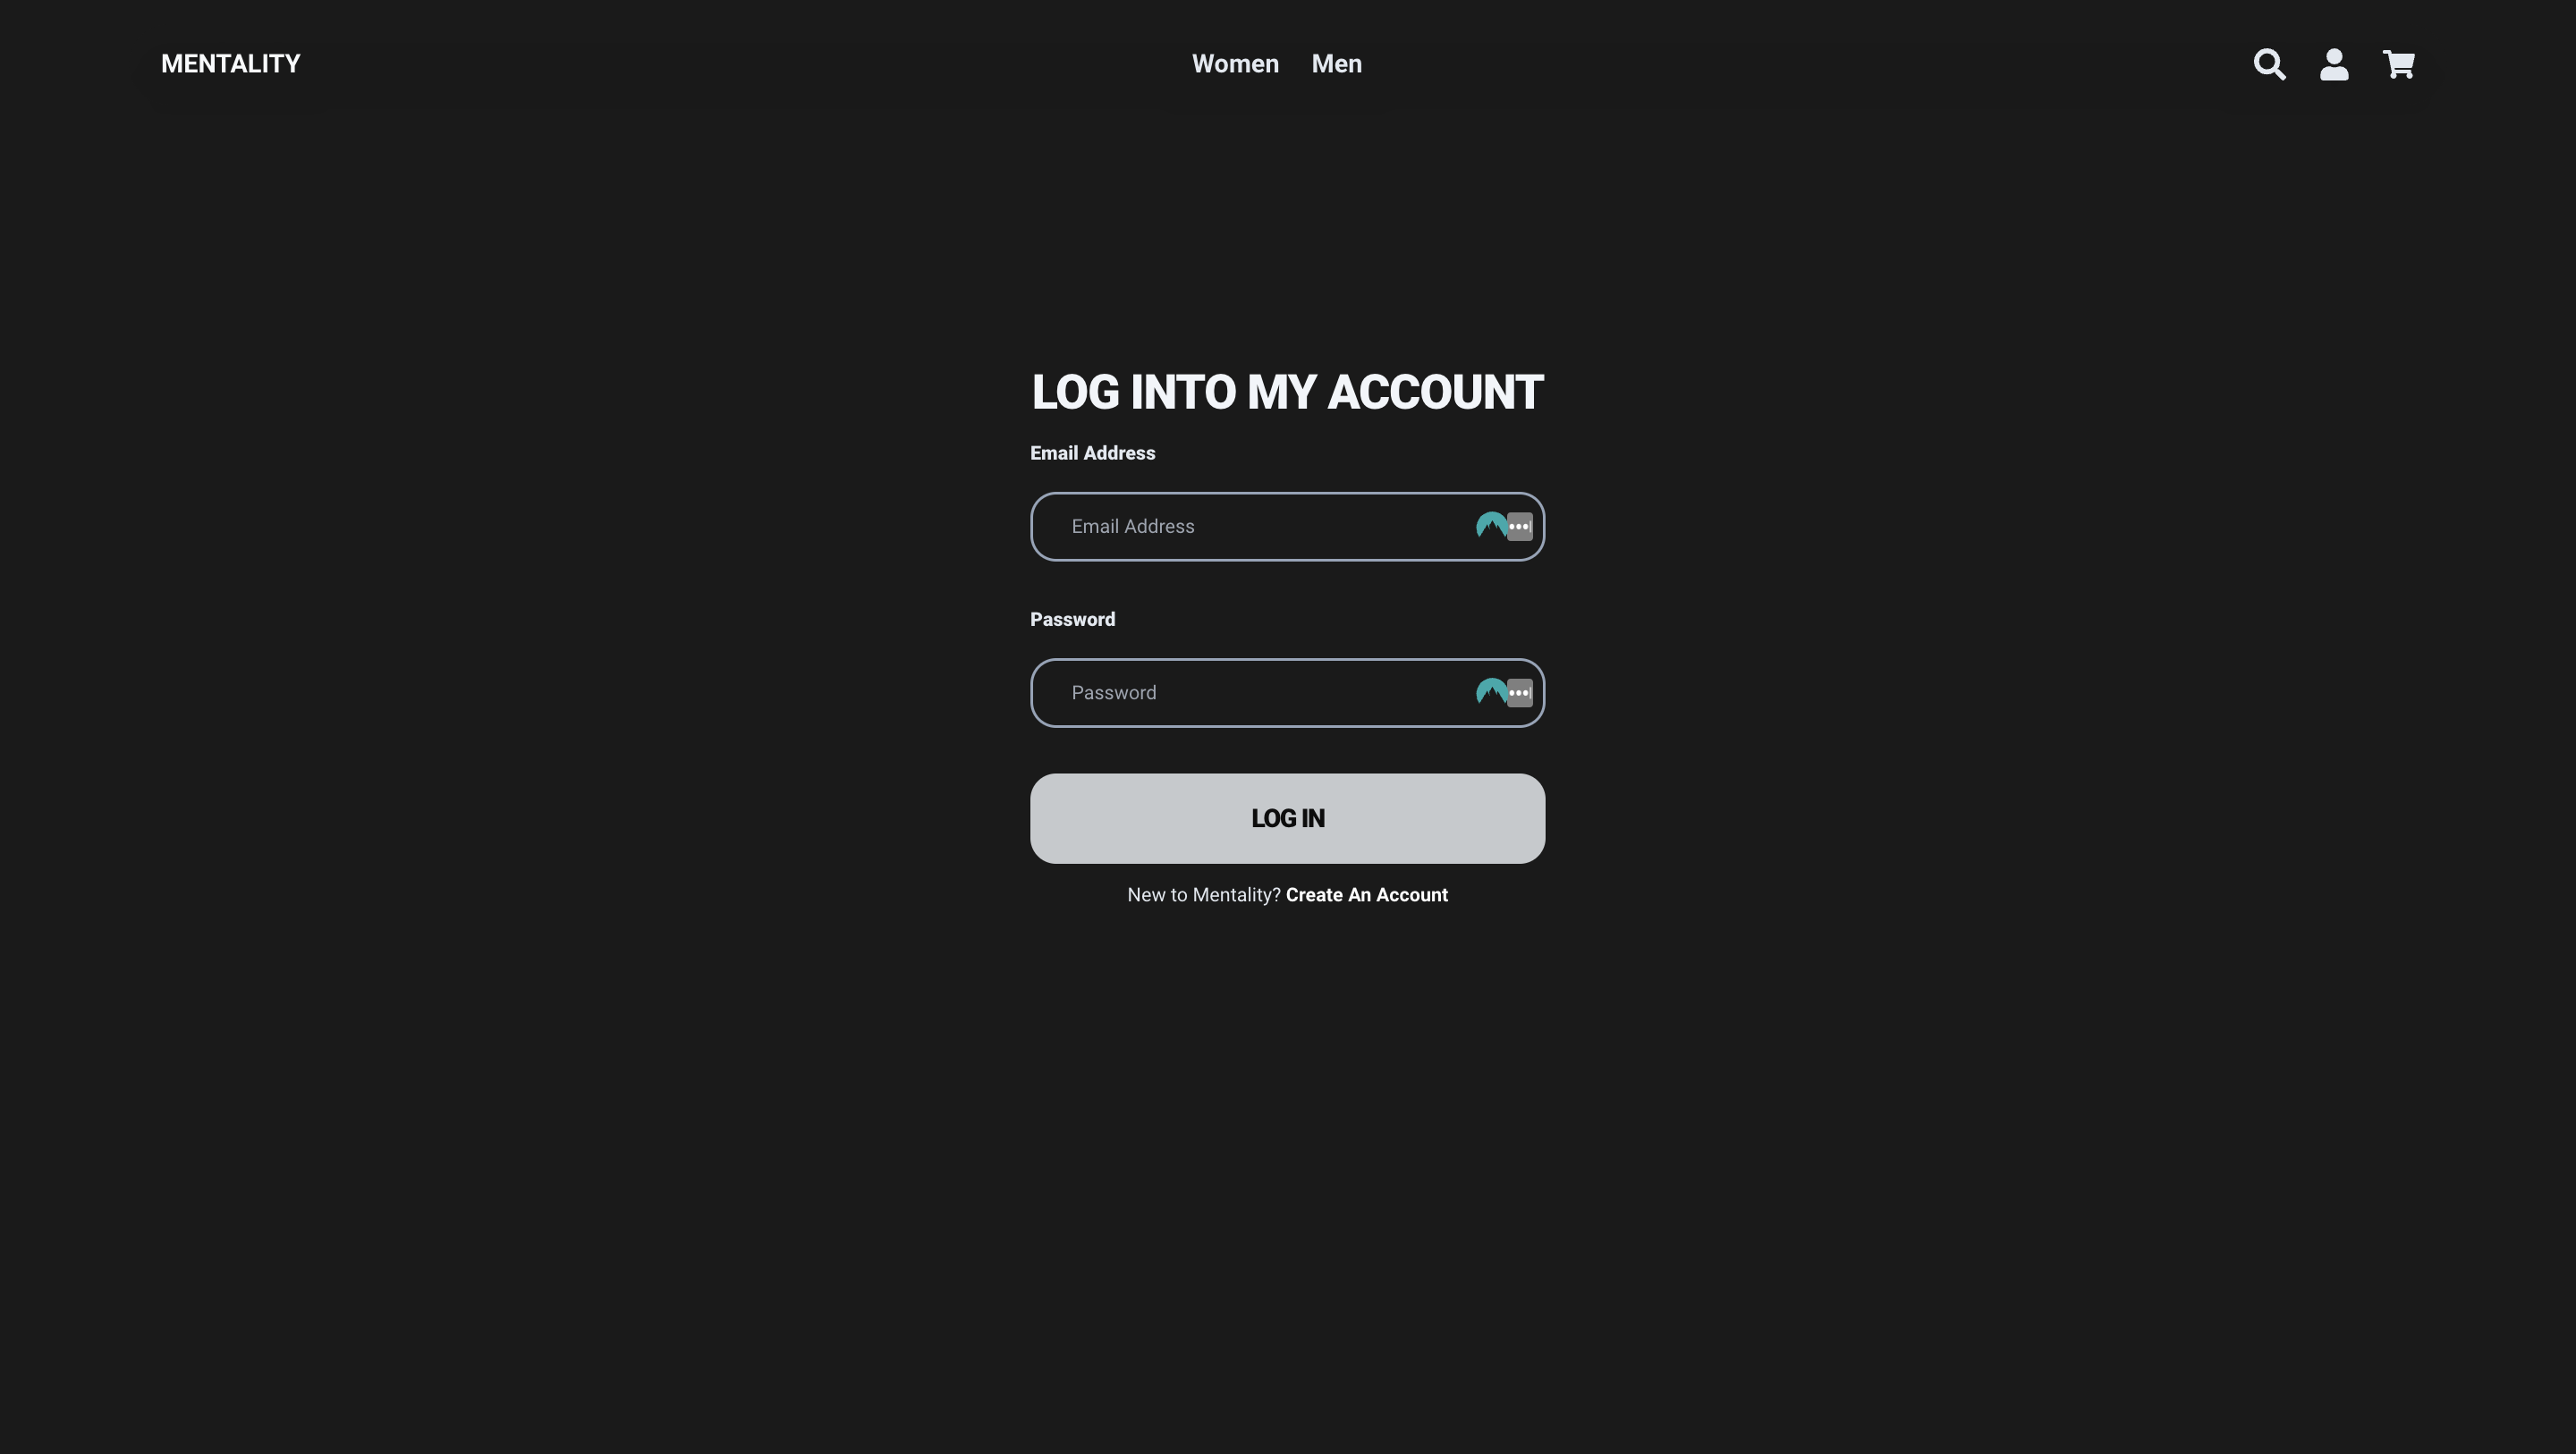 MENTALITY
Women Men
LOG INTO MY ACCOUNT
Email Address
Email Address
Password
Password
LOG IN
New to Mentality? Create An Account